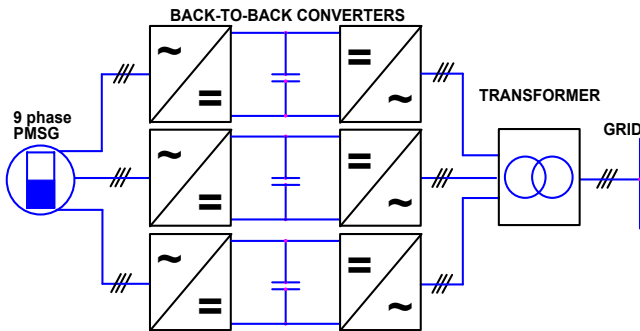 BACK-TO-BACK CONVERTERS
TRANSFORMER
9 phase
PMSG
GRID
~
=
=
~
~
=
=
~
~
=
=
~